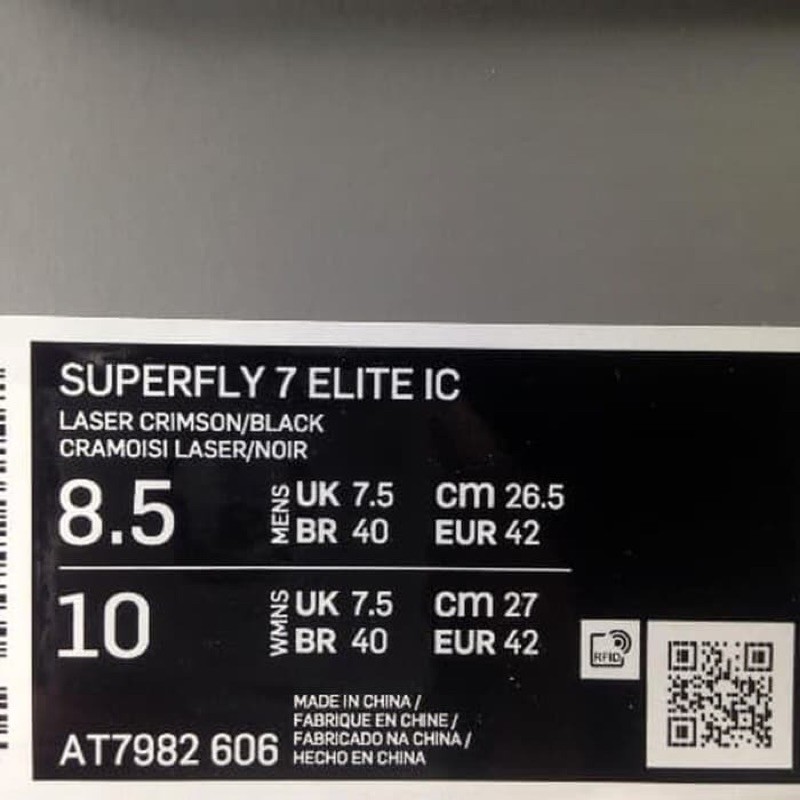 SUPERFLY 7 ELITE IC
LASER CRIMSON/BLACK
CRAMOISI LASER/NOIR
8.5 MENS UK 7.5 cm 26.5
BR 40 EUR 42
10 WMNS UK 7.5 cm 27
BR 40 EUR 42
RFID
MADE IN CHINA /
FABRIQUE EN CHINE /
FABRICADO NA CHINA /
HECHO EN CHINA
AT7982 606